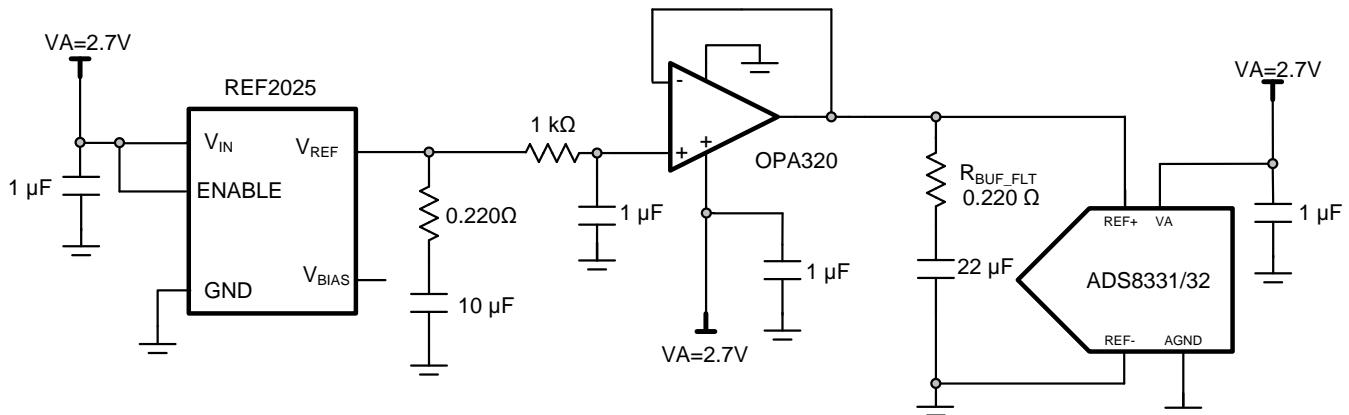 VA=2.7V
REF2025
VIN
VREF
ENABLE
VBIAS
GND
1 µF
0.220Ω
10 µF
1 kΩ
1 µF
-
+
+
OPA320
1 µF
VA=2.7V
RBUF_FLT
0.220 Ω
22 µF
VA=2.7V
1 µF
REF+
VA
ADS8331/32
REF-
AGND